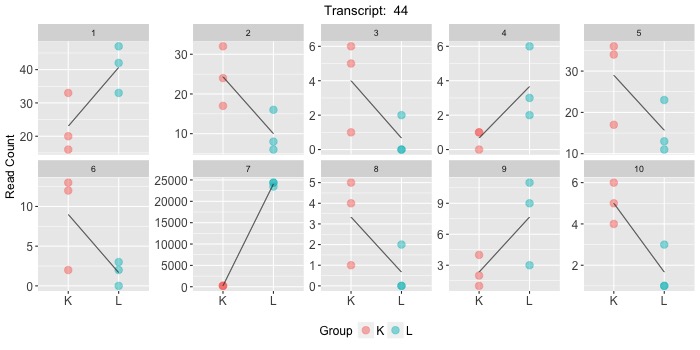 Transcript: 44
1 2 3 4 5
40 30 20
30 20 10
6 4 2 0
6 4 2 0
30 20 10
Read Count
6 7 8 9 10
10 5 0
25000 20000 15000 10000 5000 0
5 4 3 2 1 0
9 6 3
6 4 2
K L K L K L K L K L
Group K L